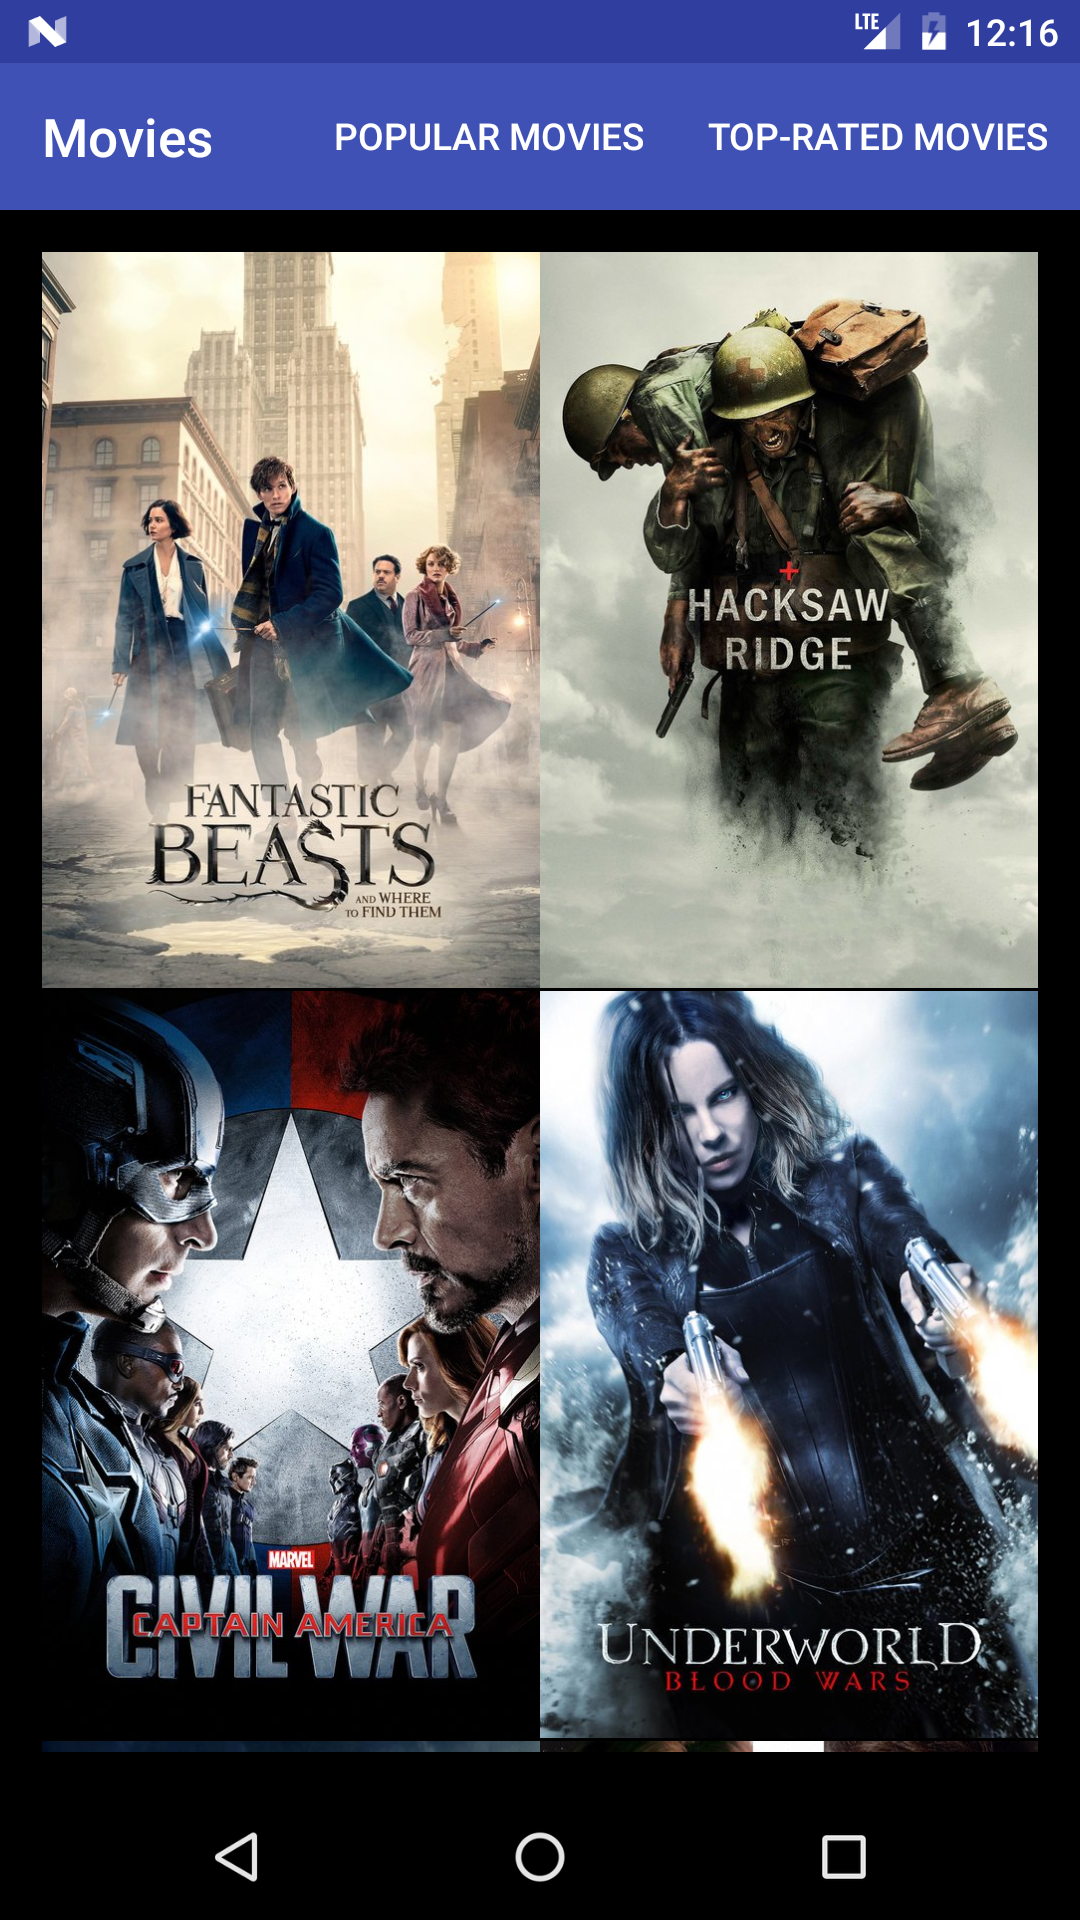 LTE
12:16
Movies
POPULAR MOVIES
TOP-RATED MOVIES
FANTASTIC
BEASTS
AND WHERE
TO FIND THEM
HACKSAW
RIDGE
MARVEL
CIVIL WAR
CAPTAIN AMERICA
UNDERWORLD
BLOOD WARS